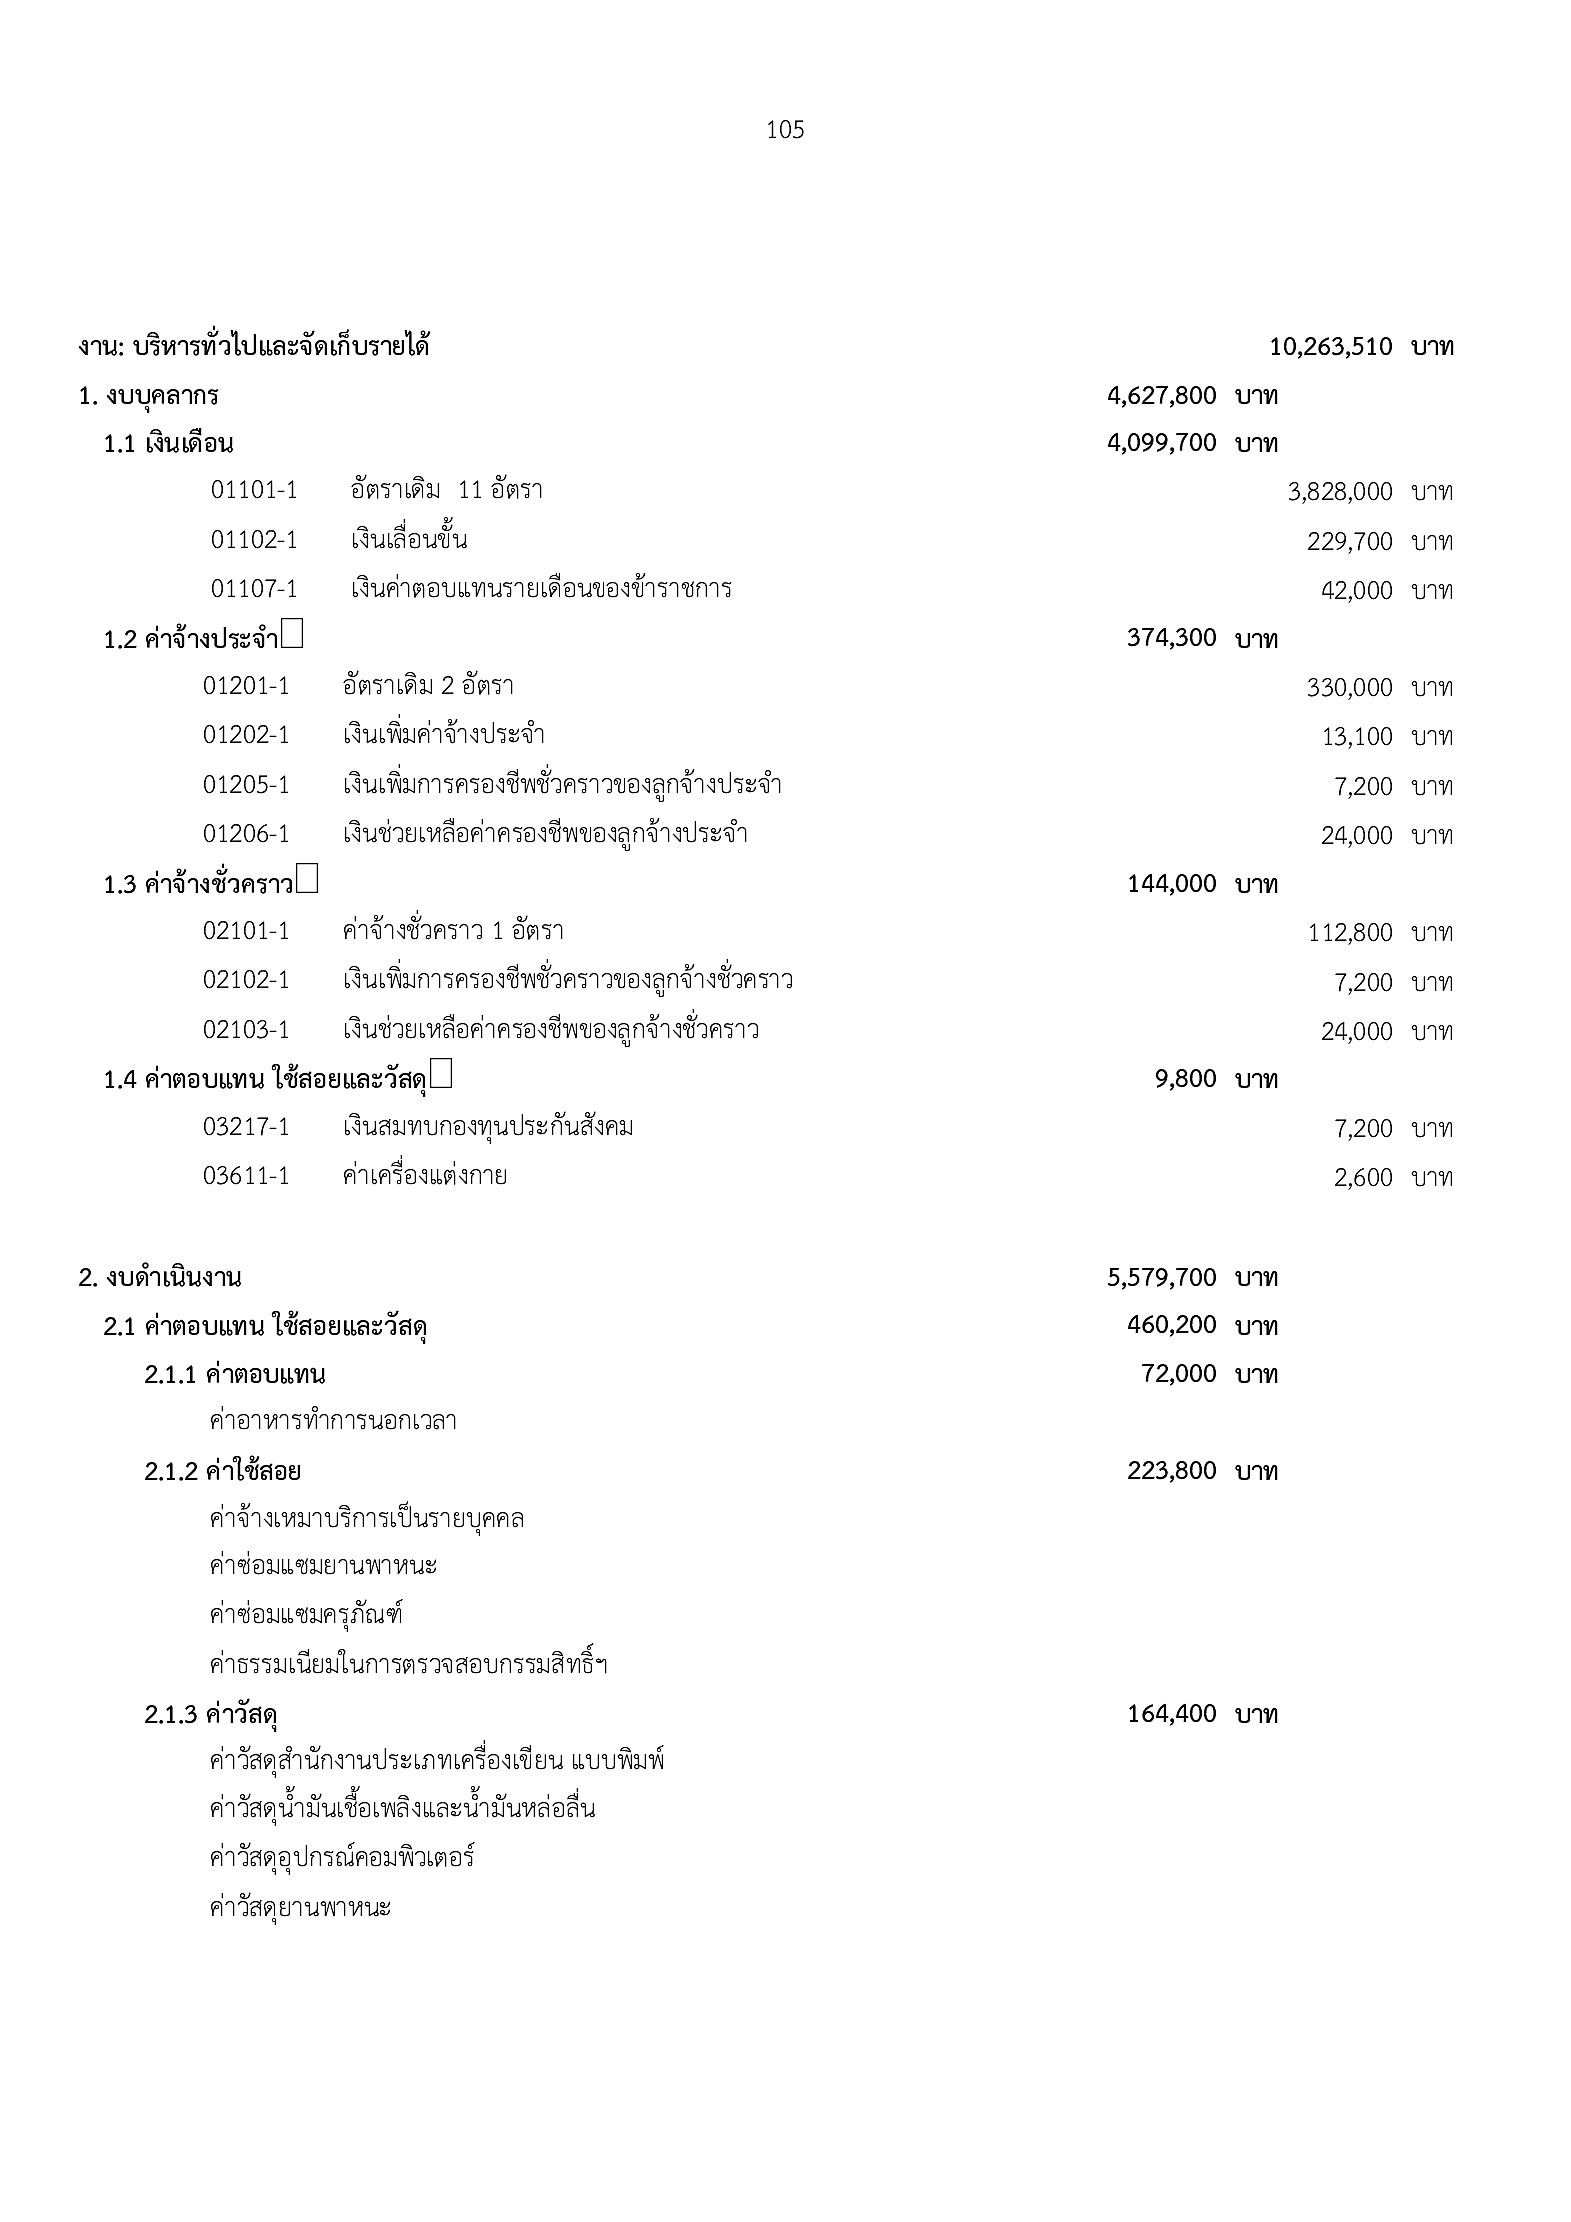 105
งาน: บริหารทั่วไปและจัดเก็บรายได้ 10,263,510 บาท
1. งบบุคลากร 4,627,800 บาท
1.1 เงินเดือน 4,099,700 บาท
01101-1 อัตราเดิม 11 อัตรา 3,828,000 บาท
01102-1 เงินเลื่อนขั้น 229,700 บาท
01107-1 เงินค่าตอบแทนรายเดือนของข้าราชการ 42,000 บาท
1.2 ค่าจ้างประจำ 374,300 บาท
01201-1 อัตราเดิม 2 อัตรา 330,000 บาท
01202-1 เงินเพิ่มค่าจ้างประจำ 13,100 บาท
01205-1 เงินเพิ่มการครองชีพชั่วคราวของลูกจ้างประจำ 7,200 บาท
01206-1 เงินช่วยเหลือค่าครองชีพของลูกจ้างประจำ 24,000 บาท
1.3 ค่าจ้างชั่วคราว 144,000 บาท
02101-1 ค่าจ้างชั่วคราว 1 อัตรา 112,800 บาท
02102-1 เงินเพิ่มการครองชีพชั่วคราวของลูกจ้างชั่วคราว 7,200 บาท
02103-1 เงินช่วยเหลือค่าครองชีพของลูกจ้างชั่วคราว 24,000 บาท
1.4 ค่าตอบแทน ใช้สอยและวัสดุ 9,800 บาท
03217-1 เงินสมทบกองทุนประกันสังคม 7,200 บาท
03611-1 ค่าเครื่องแต่งกาย 2,600 บาท
2. งบดำเนินงาน 5,579,700 บาท
2.1 ค่าตอบแทน ใช้สอยและวัสดุ 460,200 บาท
2.1.1 ค่าตอบแทน 72,000 บาท
ค่าอาหารทำการนอกเวลา
2.1.2 ค่าใช้สอย 223,800 บาท
ค่าจ้างเหมาบริการเป็นรายบุคคล
ค่าซ่อมแซมยานพาหนะ
ค่าซ่อมแซมครุภัณฑ์
ค่าธรรมเนียมในการตรวจสอบกรรมสิทธิ์ฯ
2.1.3 ค่าวัสดุ 164,400 บาท
ค่าวัสดุสำนักงานประเภทเครื่องเขียน แบบพิมพ์
ค่าวัสดุน้ำมันเชื้อเพลิงและน้ำมันหล่อลื่น
ค่าวัสดุอุปกรณ์คอมพิวเตอร์
ค่าวัสดุยานพาหนะ